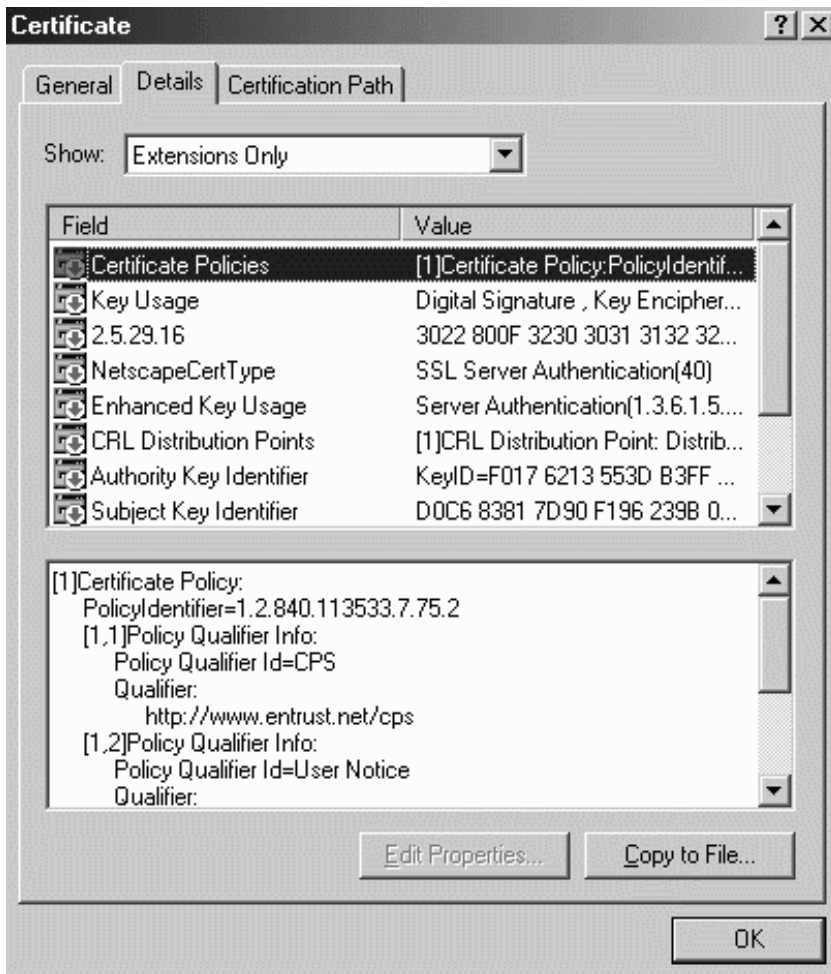 Certificate
General Details Certification Path
Show: Extensions Only
Field Value
Certificate Policies [1]Certificate Policy:PolicyIdentif...
Key Usage Digital Signature , Key Encipher...
2.5.29.16 3022 800F 3230 3031 3132 32...
NetscapeCertType SSL Server Authentication(40)
Enhanced Key Usage Server Authentication(1.3.6.1.5....
CRL Distribution Points [1]CRL Distribution Point: Distrib...
Authority Key Identifier KeyID=F017 6213 553D B3FF ...
Subject Key Identifier D0C6 8381 7D90 F196 239B 0...
[1]Certificate Policy:
PolicyIdentifier=1.2.840.113533.7.75.2
[1,1]Policy Qualifier Info:
Policy Qualifier Id=CPS
Qualifier:
http://www.entrust.net/cps
[1,2]Policy Qualifier Info:
Policy Qualifier Id=User Notice
Qualifier:
Edit Properties... Copy to File...
OK